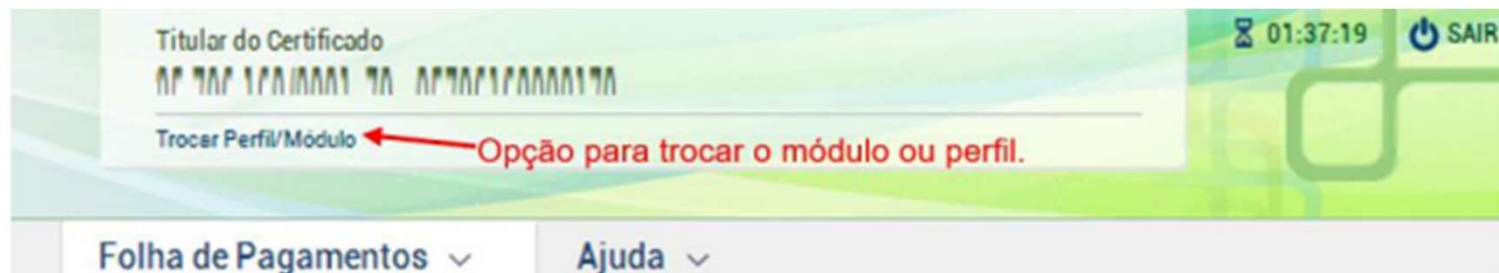 Titular do Certificado
01:37:19 SAIR
Trocar Perfil/Módulo
Opção para trocar o módulo ou perfil.
Folha de Pagamentos Ajuda